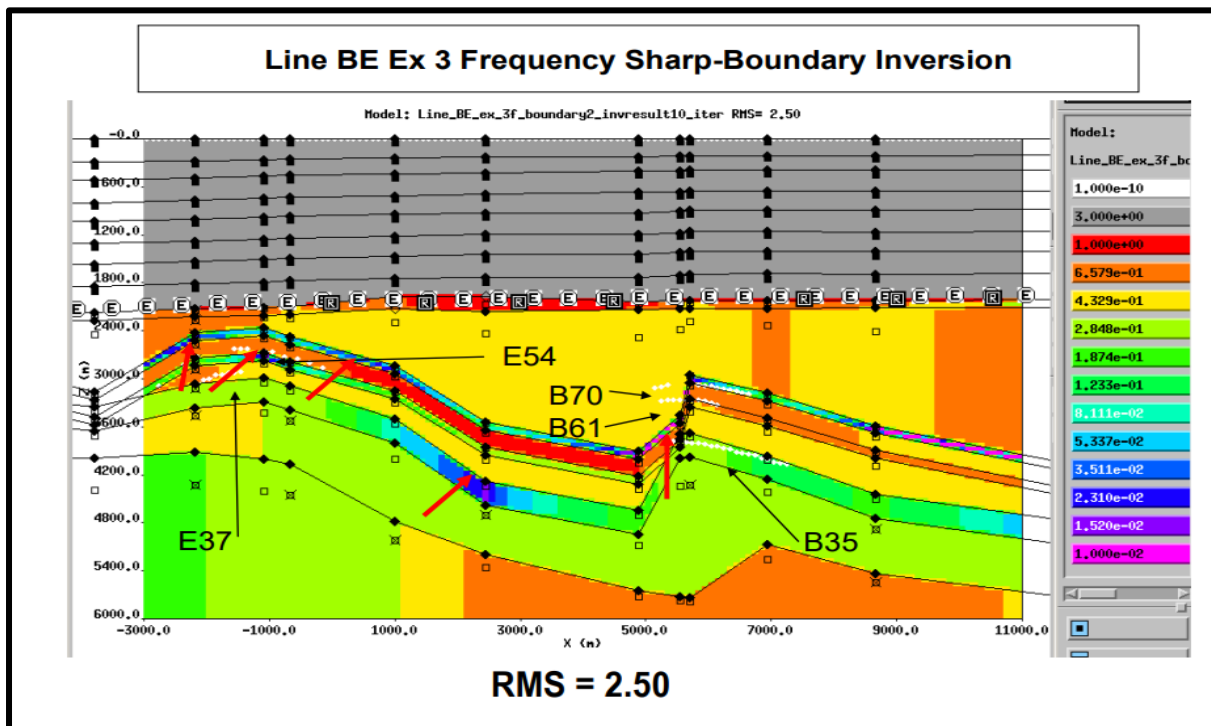 Line BE Ex 3 Frequency Sharp-Boundary Inversion
Model: Line_BE_ex_3f_boundary2_invresult10_iter RMS= 2.50
-0.0
600.0
1200.0
1800.0
2400.0
3000.0
3600.0
4200.0
4800.0
5400.0
6000.0
Z (m)
E E E E E E E R E R E E R E E R E E E E R E E R E E R E
E54
B70
B61
E37
B35
-3000.0 -1000.0 1000.0 3000.0 5000.0 7000.0 9000.0 11000.0
X (m)
Model:
Line_BE_ex_3f_bo
1.000e-10
3.000e+00
1.000e+00
6.579e-01
4.329e-01
2.848e-01
1.874e-01
1.233e-01
8.111e-02
5.337e-02
3.511e-02
2.310e-02
1.520e-02
1.000e-02
RMS = 2.50